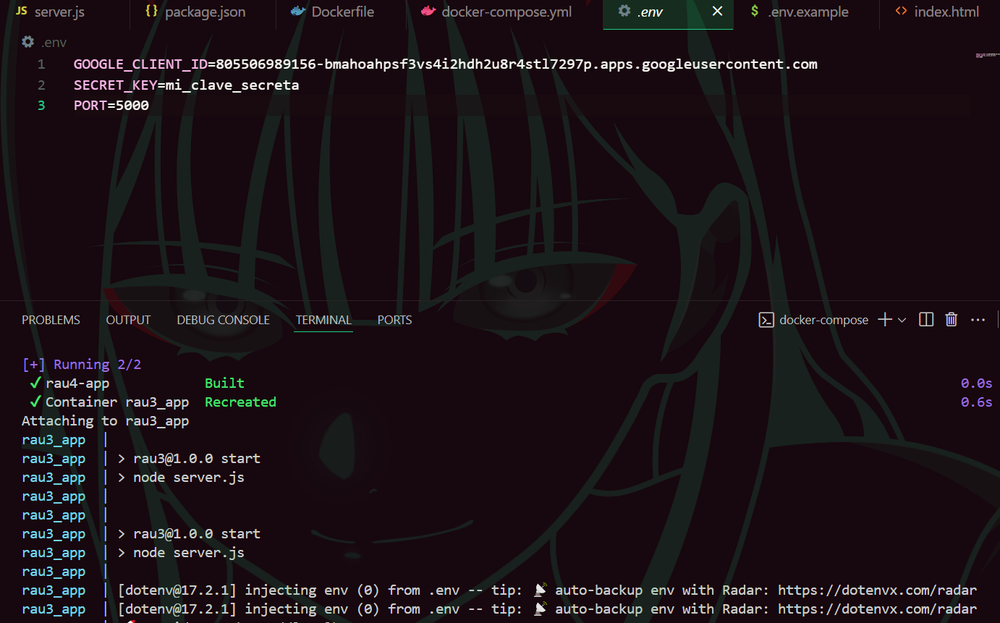 JS server.js {} package.json Dockerfile docker-compose.yml .env × $ .env.example <> index.html
.env
1 GOOGLE_CLIENT_ID=805506989156-bmahoahpsf3vs4i2hdh2u8r4stl7297p.apps.googleusercontent.com
2 SECRET_KEY=mi_clave_secreta
3 PORT=5000
PROBLEMS OUTPUT DEBUG CONSOLE TERMINAL PORTS docker-compose
[+] Running 2/2
✓ rau4-app Built 0.0s
✓ Container rau3_app Recreated 0.6s
Attaching to rau3_app
rau3_app |
rau3_app | > rau3@1.0.0 start
rau3_app | > node server.js
rau3_app |
rau3_app |
rau3_app | > rau3@1.0.0 start
rau3_app | > node server.js
rau3_app |
rau3_app | [dotenv@17.2.1] injecting env (0) from .env -- tip: 📡 auto-backup env with Radar: https://dotenvx.com/radar
rau3_app | [dotenv@17.2.1] injecting env (0) from .env -- tip: 📡 auto-backup env with Radar: https://dotenvx.com/radar